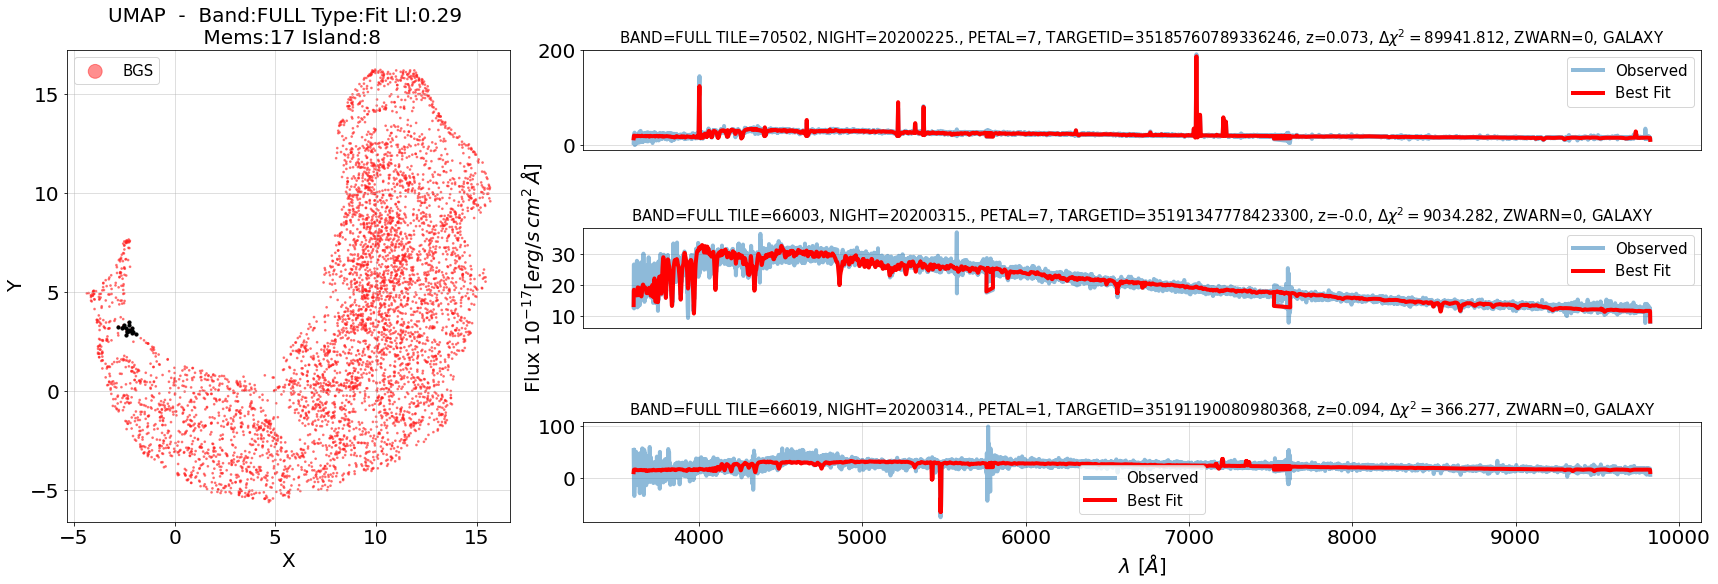 UMAP - Band:FULL Type:Fit Ll:0.29
Mems:17 Island:8
BGS
15
10
5
0
−5
Y
−5 0 5 10 15
X
BAND=FULL TILE=70502, NIGHT=20200225., PETAL=7, TARGETID=35185760789336246, z=0.073, Δχ² = 89941.812, ZWARN=0, GALAXY
200
0
Observed
Best Fit
BAND=FULL TILE=66003, NIGHT=20200315., PETAL=7, TARGETID=35191347778423300, z=-0.0, Δχ² = 9034.282, ZWARN=0, GALAXY
30
20
10
Observed
Best Fit
Flux 10⁻¹⁷[erg/s cm² Å]
BAND=FULL TILE=66019, NIGHT=20200314., PETAL=1, TARGETID=35191190080980368, z=0.094, Δχ² = 366.277, ZWARN=0, GALAXY
100
0
Observed
Best Fit
4000 5000 6000 7000 8000 9000 10000
λ [Å]